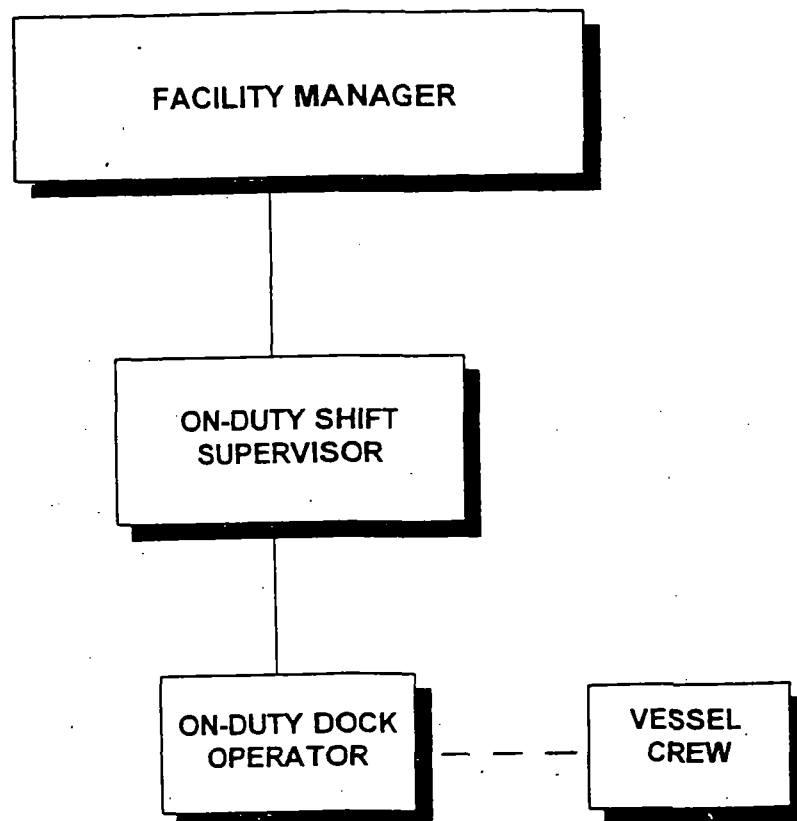 FACILITY MANAGER
ON-DUTY SHIFT
SUPERVISOR
ON-DUTY DOCK
OPERATOR
VESSEL
CREW